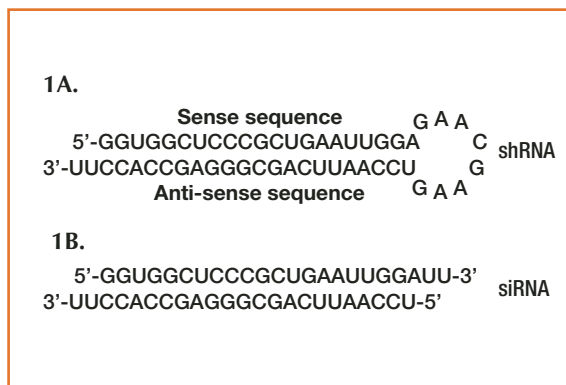 1A.
Sense sequence
G A A
5'-GGUGGCUCCCGCUGAAUUGGA C shRNA
3'-UUCCACCGAGGGCGACUUAACCU G
Anti-sense sequence G A A
1B.
5'-GGUGGCUCCCGCUGAAUUGGAUU-3'
siRNA
3'-UUCCACCGAGGGCGACUUAACCU-5'